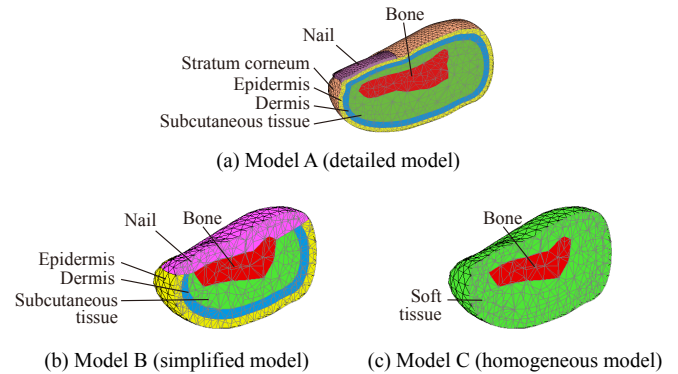 Bone
Nail
Stratum corneum
Epidermis
Dermis
Subcutaneous tissue
(a) Model A (detailed model)
Nail
Bone
Epidermis
Dermis
Subcutaneous
tissue
(b) Model B (simplified model)
Bone
Soft
tissue
(c) Model C (homogeneous model)